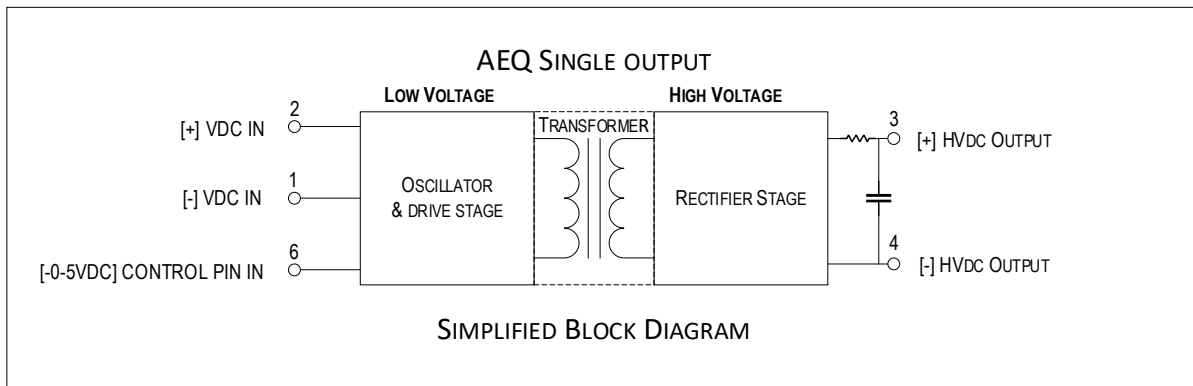 AEQ SINGLE OUTPUT
LOW VOLTAGE
HIGH VOLTAGE
2
[+] VDC IN
1
[-] VDC IN
6
[-0-5VDC] CONTROL PIN IN
OSCILLATOR
& DRIVE STAGE
TRANSFORMER
RECTIFIER STAGE
3
[+] HVDC OUTPUT
4
[-] HVDC OUTPUT
SIMPLIFIED BLOCK DIAGRAM